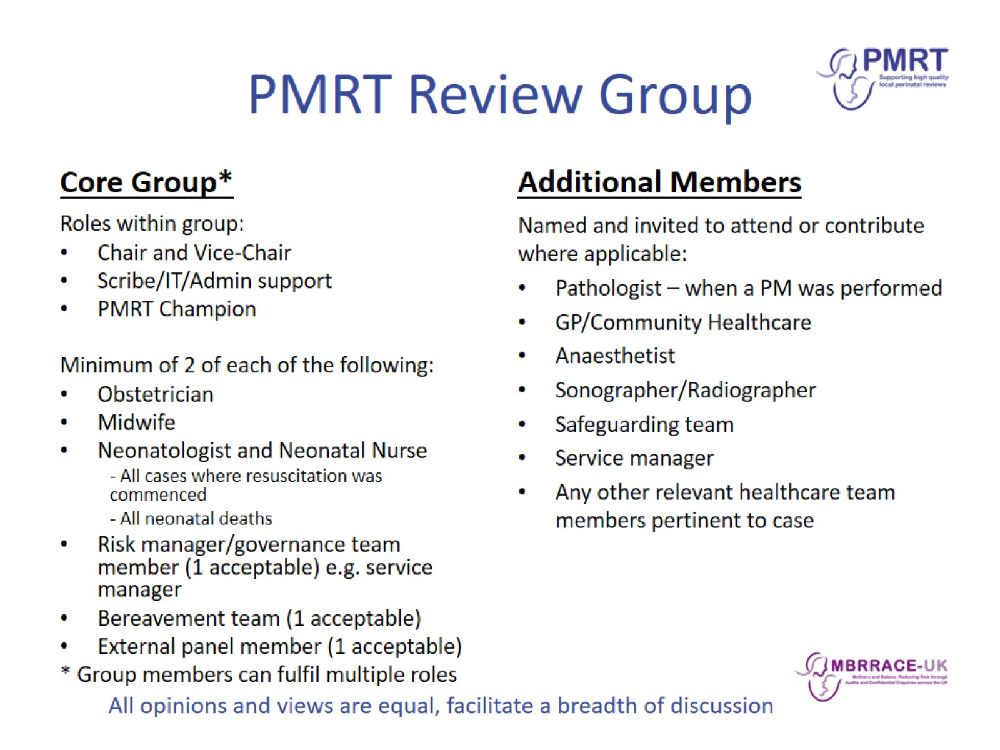 PMRT
Supporting high quality
local perinatal reviews
PMRT Review Group
Core Group*
Roles within group:
• Chair and Vice-Chair
• Scribe/IT/Admin support
• PMRT Champion
Minimum of 2 of each of the following:
• Obstetrician
• Midwife
• Neonatologist and Neonatal Nurse
- All cases where resuscitation was
commenced
- All neonatal deaths
• Risk manager/governance team
member (1 acceptable) e.g. service
manager
• Bereavement team (1 acceptable)
• External panel member (1 acceptable)
* Group members can fulfil multiple roles
Additional Members
Named and invited to attend or contribute
where applicable:
• Pathologist – when a PM was performed
• GP/Community Healthcare
• Anaesthetist
• Sonographer/Radiographer
• Safeguarding team
• Service manager
• Any other relevant healthcare team
members pertinent to case
All opinions and views are equal, facilitate a breadth of discussion
MBRRACE-UK
Mothers and Babies: Reducing Risk through
Audits and Confidential Enquiries across the UK